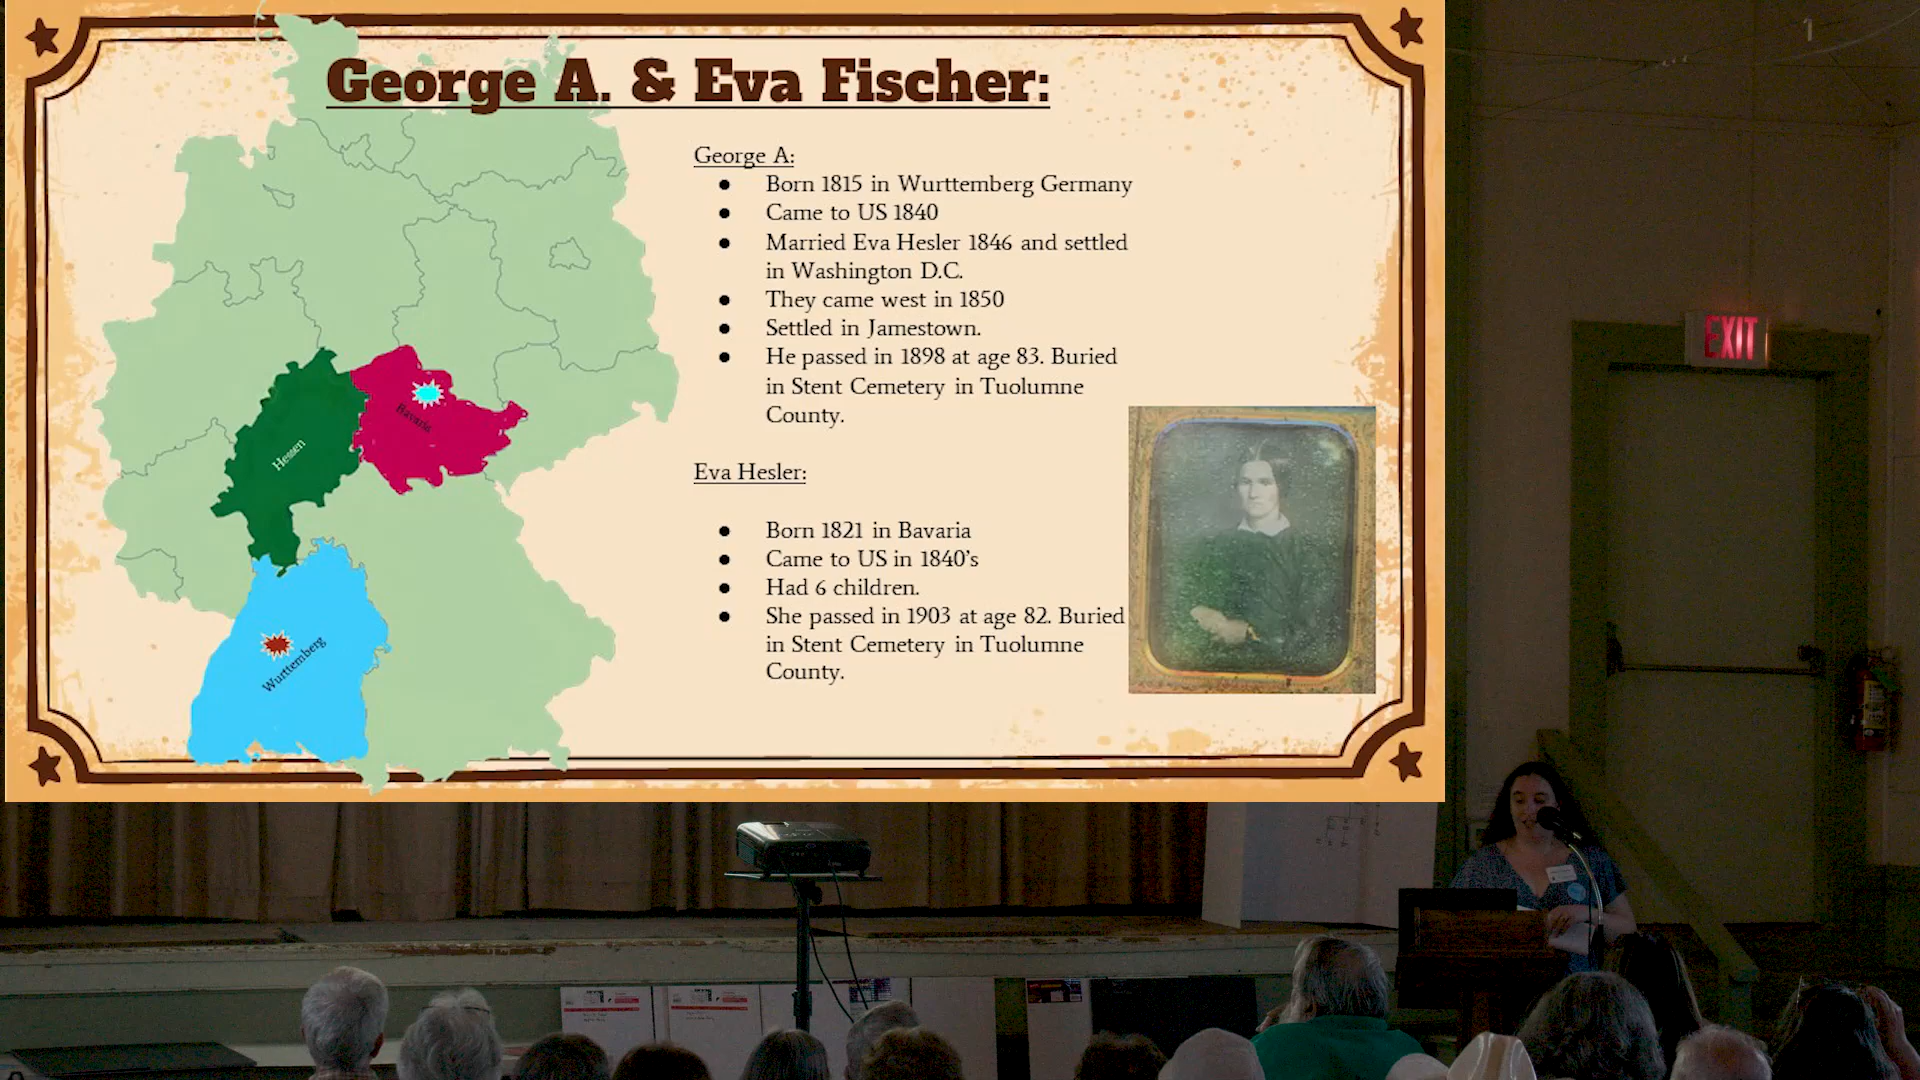 George A. & Eva Fischer:
George A:
● Born 1815 in Wurttemberg Germany
● Came to US 1840
● Married Eva Hesler 1846 and settled
in Washington D.C.
● They came west in 1850
● Settled in Jamestown.
● He passed in 1898 at age 83. Buried
in Stent Cemetery in Tuolumne
County.
Eva Hesler:
● Born 1821 in Bavaria
● Came to US in 1840's
● Had 6 children.
● She passed in 1903 at age 82. Buried
in Stent Cemetery in Tuolumne
County.
Bavaria
Hessen
Wurttemberg
EXIT